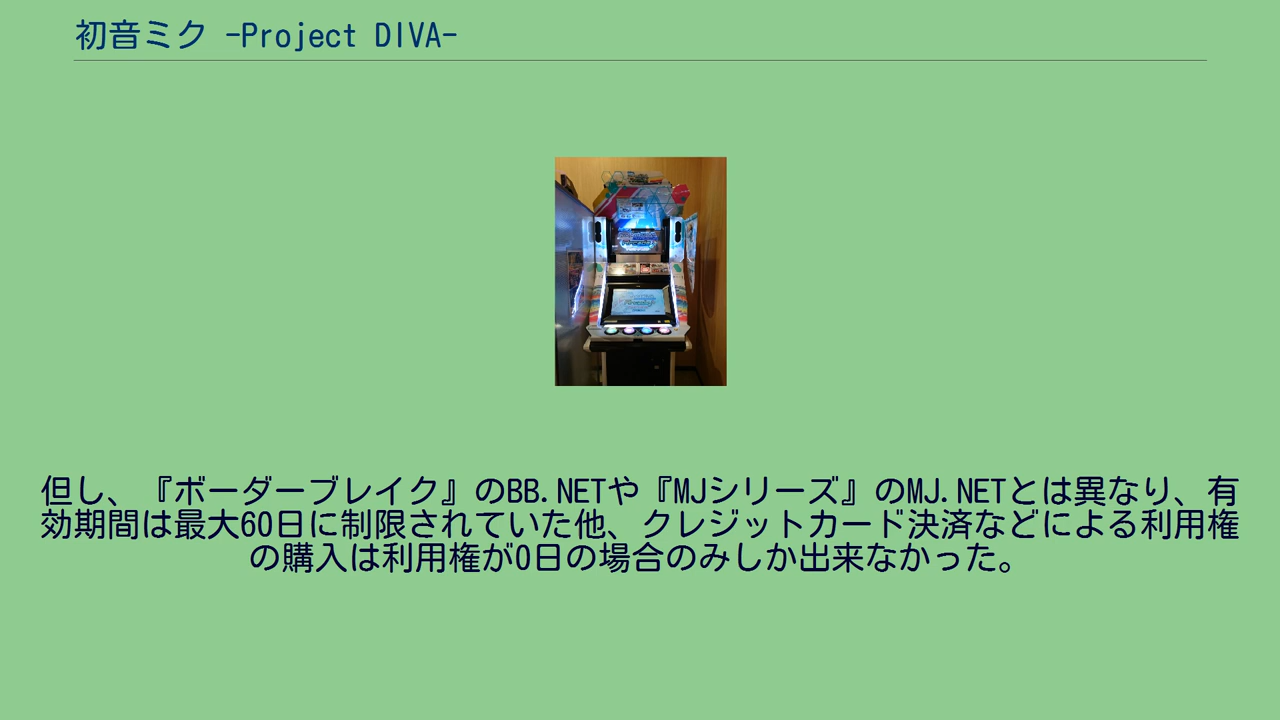 初音ミク -Project DIVA-
但し、『ボーダーブレイク』のBB.NETや『MJシリーズ』のMJ.NETとは異なり、有
効期間は最大60日に制限されていた他、クレジットカード決済などによる利用権
の購入は利用権が0日の場合のみしか出来なかった。